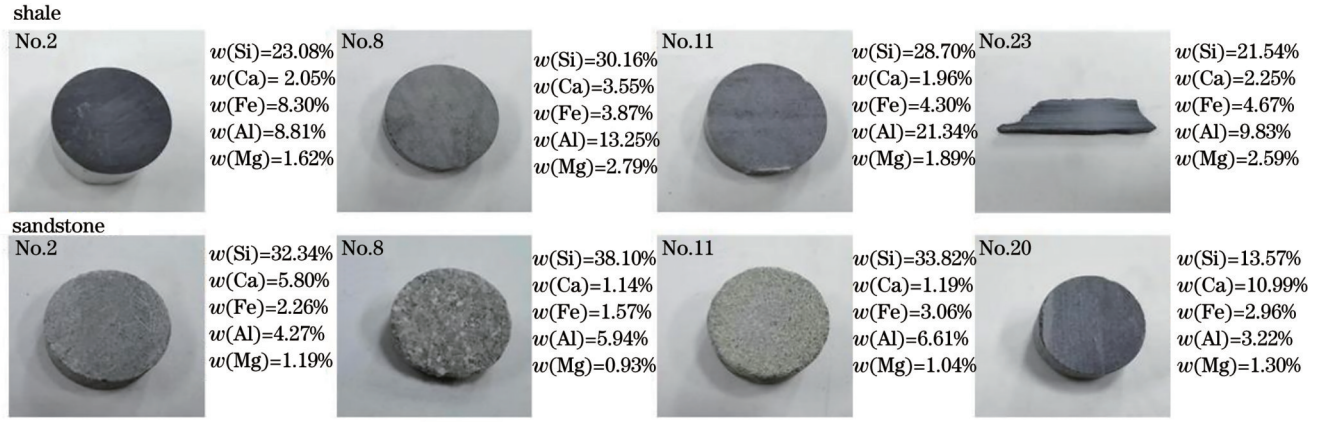 shale
No.2
w(Si)=23.08%
w(Ca)= 2.05%
w(Fe)=8.30%
w(Al)=8.81%
w(Mg)=1.62%
No.8
w(Si)=30.16%
w(Ca)=3.55%
w(Fe)=3.87%
w(Al)=13.25%
w(Mg)=2.79%
No.11
w(Si)=28.70%
w(Ca)=1.96%
w(Fe)=4.30%
w(Al)=21.34%
w(Mg)=1.89%
No.23
w(Si)=21.54%
w(Ca)=2.25%
w(Fe)=4.67%
w(Al)=9.83%
w(Mg)=2.59%
sandstone
No.2
w(Si)=32.34%
w(Ca)=5.80%
w(Fe)=2.26%
w(Al)=4.27%
w(Mg)=1.19%
No.8
w(Si)=38.10%
w(Ca)=1.14%
w(Fe)=1.57%
w(Al)=5.94%
w(Mg)=0.93%
No.11
w(Si)=33.82%
w(Ca)=1.19%
w(Fe)=3.06%
w(Al)=6.61%
w(Mg)=1.04%
No.20
w(Si)=13.57%
w(Ca)=10.99%
w(Fe)=2.96%
w(Al)=3.22%
w(Mg)=1.30%